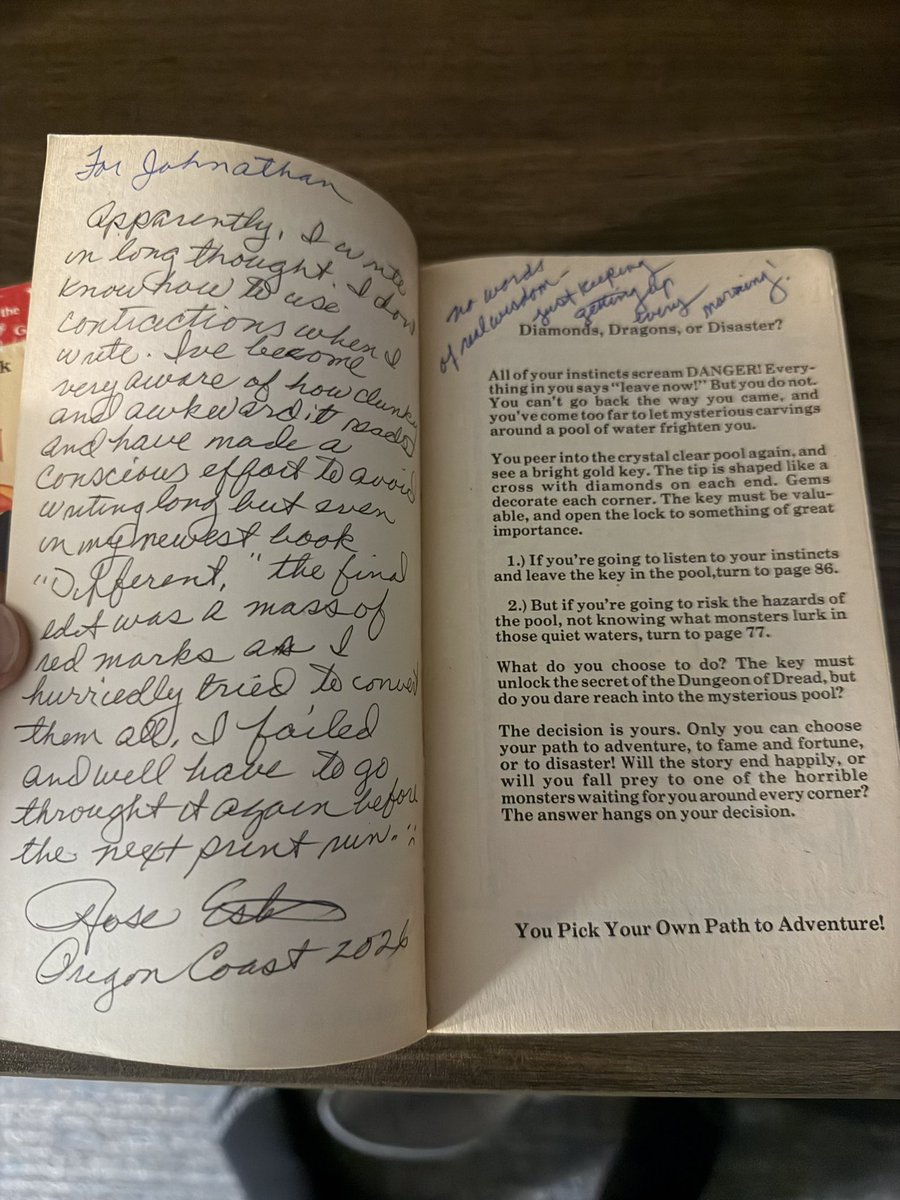 For Johnathan
Apparently, I write
in long thought. I don
know how to use
contractions when I
write. I've become
very aware of how clunky
and awkeward it reads
and have made a
conscious effort to avoid
writing long but even
in my newest book
"Different," the final
edit was a mass of
red marks as I
hurriedly tried to convert
them all, I failed
and well have to go
throught it again before
the next print run. :)
Rose
Oregon Coast 2026
no words
of real wisdom-
just keeping
getting up
every morning!
Diamonds, Dragons, or Disaster?
All of your instincts scream DANGER! Every-
thing in you says "leave now!" But you do not.
You can't go back the way you came, and
you've come too far to let mysterious carvings
around a pool of water frighten you.
You peer into the crystal clear pool again, and
see a bright gold key. The tip is shaped like a
cross with diamonds on each end. Gems
decorate each corner. The key must be valu-
able, and open the lock to something of great
importance.
1.) If you're going to listen to your instincts
and leave the key in the pool,turn to page 86.
2.) But if you're going to risk the hazards of
the pool, not knowing what monsters lurk in
those quiet waters, turn to page 77.
What do you choose to do? The key must
unlock the secret of the Dungeon of Dread, but
do you dare reach into the mysterious pool?
The decision is yours. Only you can choose
your path to adventure, to fame and fortune,
or to disaster! Will the story end happily, or
will you fall prey to one of the horrible
monsters waiting for you around every corner?
The answer hangs on your decision.
You Pick Your Own Path to Adventure!